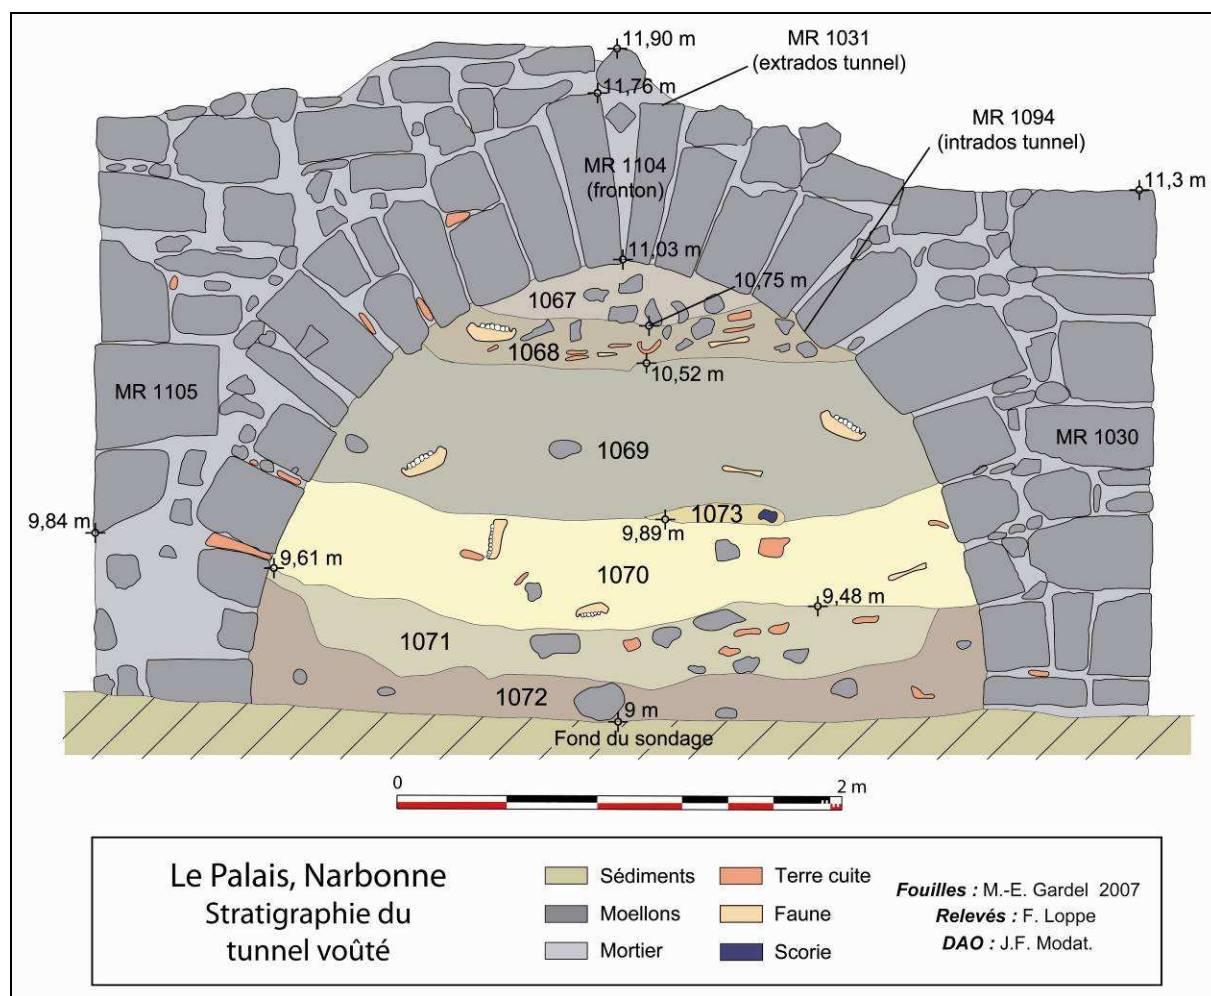 11,90 m
MR 1031
(extrados tunnel)
11,76 m
MR 1094
(intrados tunnel)
MR 1104
(fronton)
11,3 m
11,03 m
10,75 m
1067
1068
10,52 m
MR 1105
1069
MR 1030
9,84 m
1073
9,89 m
9,61 m
1070
9,48 m
1071
1072
9 m
Fond du sondage
0
2 m
Le Palais, Narbonne
Stratigraphie du
tunnel voûté
Sédiments
Moellons
Mortier
Terre cuite
Faune
Scorie
Fouilles : M.-E. Gardel 2007
Relevés : F. Loppe
DAO : J.F. Modat.